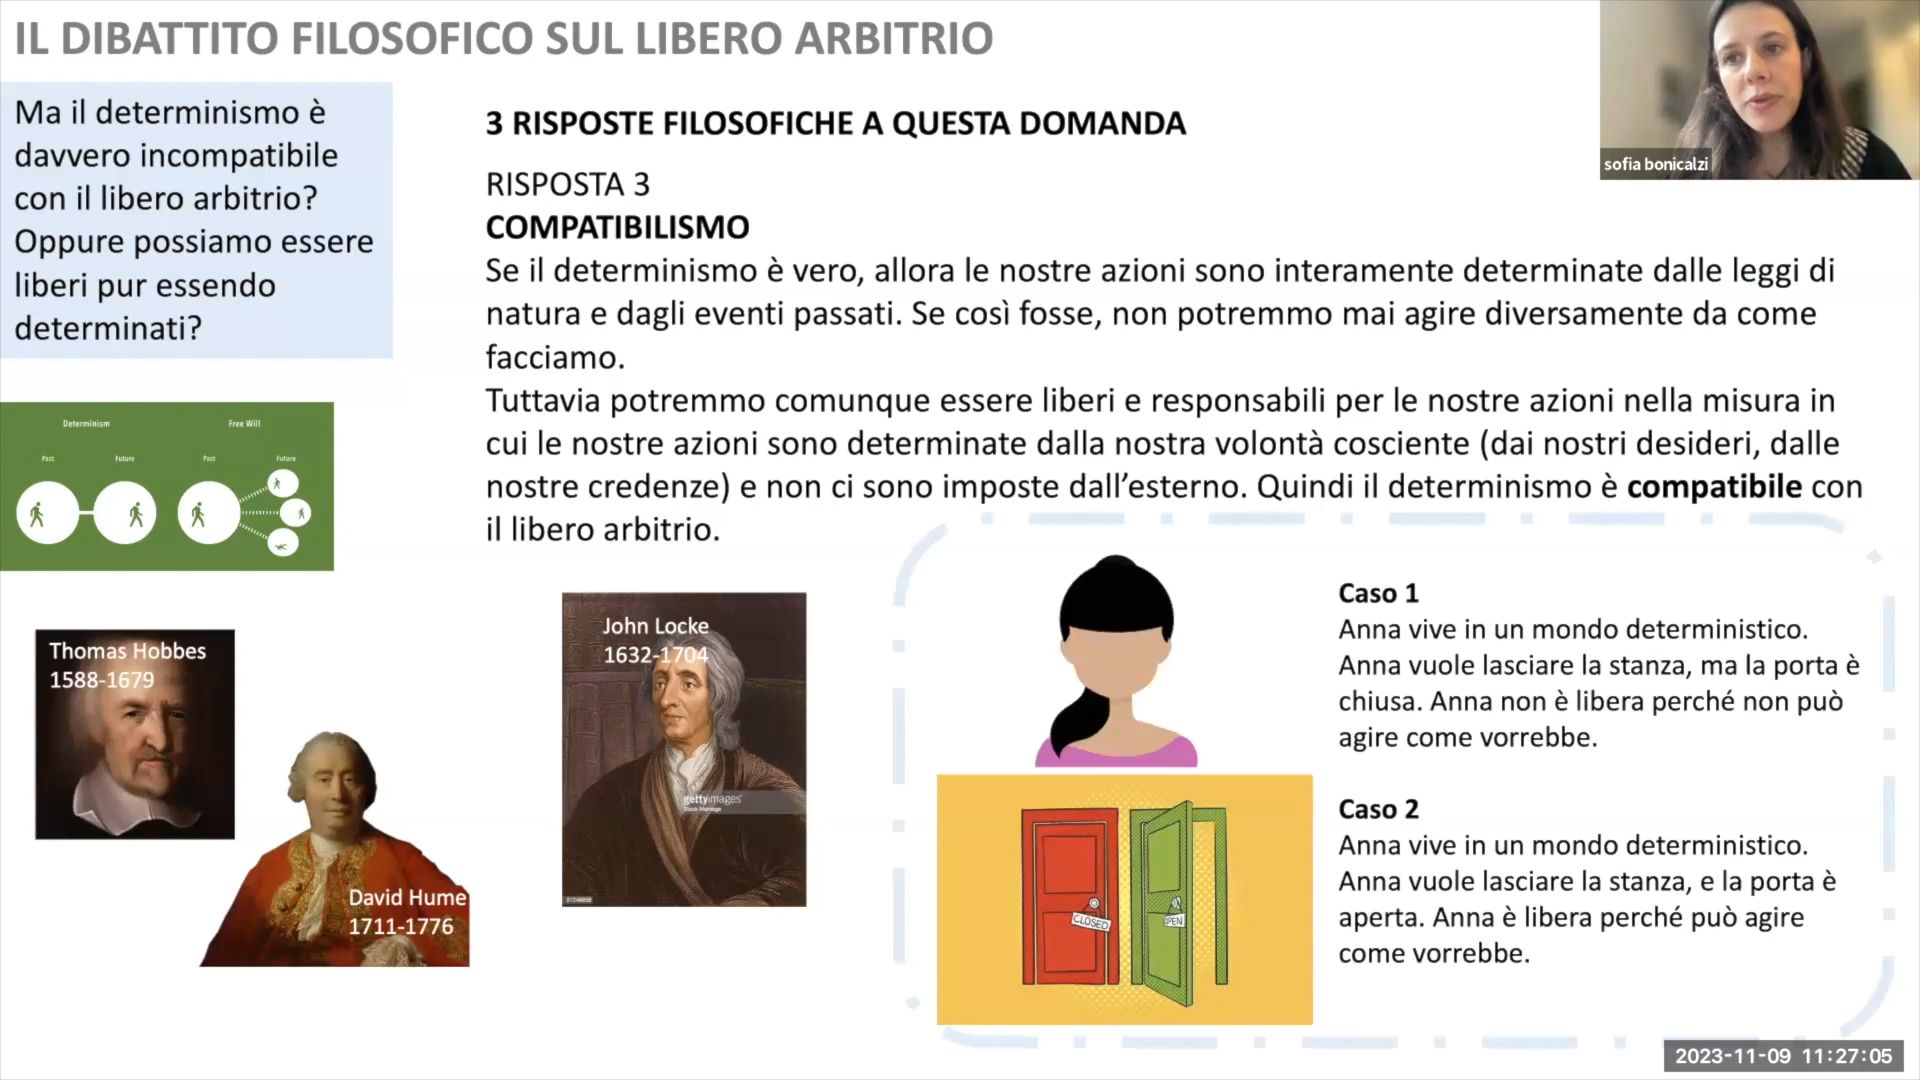 IL DIBATTITO FILOSOFICO SUL LIBERO ARBITRIO
sofia bonicalzi
Ma il determinismo è
davvero incompatibile
con il libero arbitrio?
Oppure possiamo essere
liberi pur essendo
determinati?
3 RISPOSTE FILOSOFICHE A QUESTA DOMANDA
RISPOSTA 3
COMPATIBILISMO
Se il determinismo è vero, allora le nostre azioni sono interamente determinate dalle leggi di
natura e dagli eventi passati. Se così fosse, non potremmo mai agire diversamente da come
facciamo.
Tuttavia potremmo comunque essere liberi e responsabili per le nostre azioni nella misura in
cui le nostre azioni sono determinate dalla nostra volontà cosciente (dai nostri desideri, dalle
nostre credenze) e non ci sono imposte dall’esterno. Quindi il determinismo è compatibile con
il libero arbitrio.
Determinism
Free Will
Past
Future
Past
Future
Thomas Hobbes
1588-1679
David Hume
1711-1776
John Locke
1632-1704
gettyimages
CLOSED
OPEN
Caso 1
Anna vive in un mondo deterministico.
Anna vuole lasciare la stanza, ma la porta è
chiusa. Anna non è libera perché non può
agire come vorrebbe.
Caso 2
Anna vive in un mondo deterministico.
Anna vuole lasciare la stanza, e la porta è
aperta. Anna è libera perché può agire
come vorrebbe.
2023-11-09 11:27:05